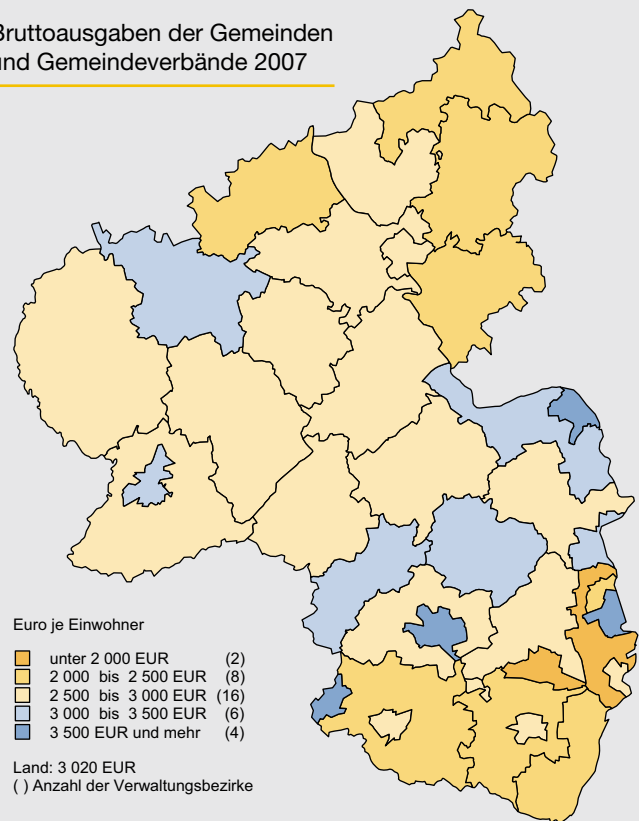 Bruttoausgaben der Gemeinden
und Gemeindeverbände 2007
Euro je Einwohner
unter 2 000 EUR (2)
2 000 bis 2 500 EUR (8)
2 500 bis 3 000 EUR (16)
3 000 bis 3 500 EUR (6)
3 500 EUR und mehr (4)
Land: 3 020 EUR
( ) Anzahl der Verwaltungsbezirke